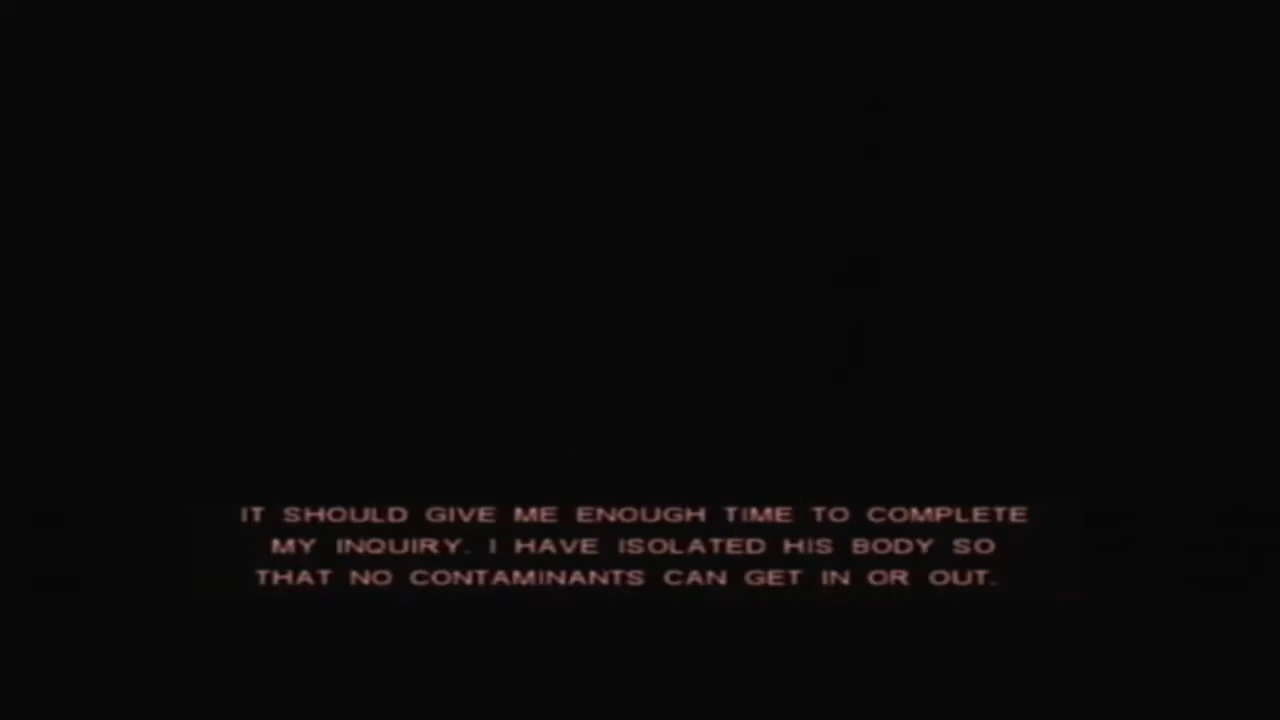 IT SHOULD GIVE ME ENOUGH TIME TO COMPLETE
MY INQUIRY. I HAVE ISOLATED HIS BODY SO
THAT NO CONTAMINANTS CAN GET IN OR OUT.